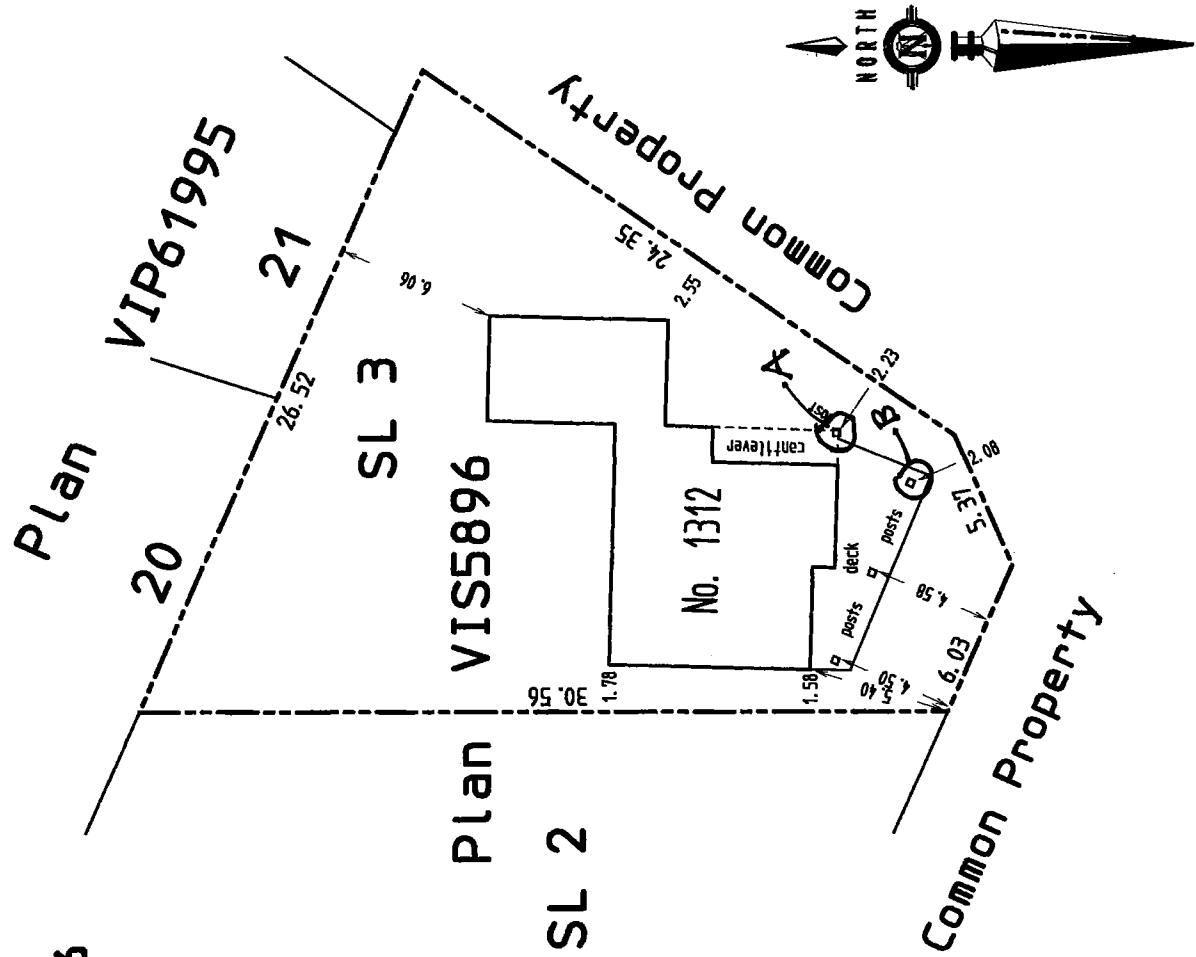 NORTH
N
Plan VIP61995
20
21
26.52
6.06
SL 3
VIS5896
Common Property
24.35
2.55
A
2.23
post
cantilever
No. 1312
B
2.08
5.37
posts
deck
posts
4.58
30.56
1.78
1.58
4.50
6.03
Plan
SL 2
Common Property